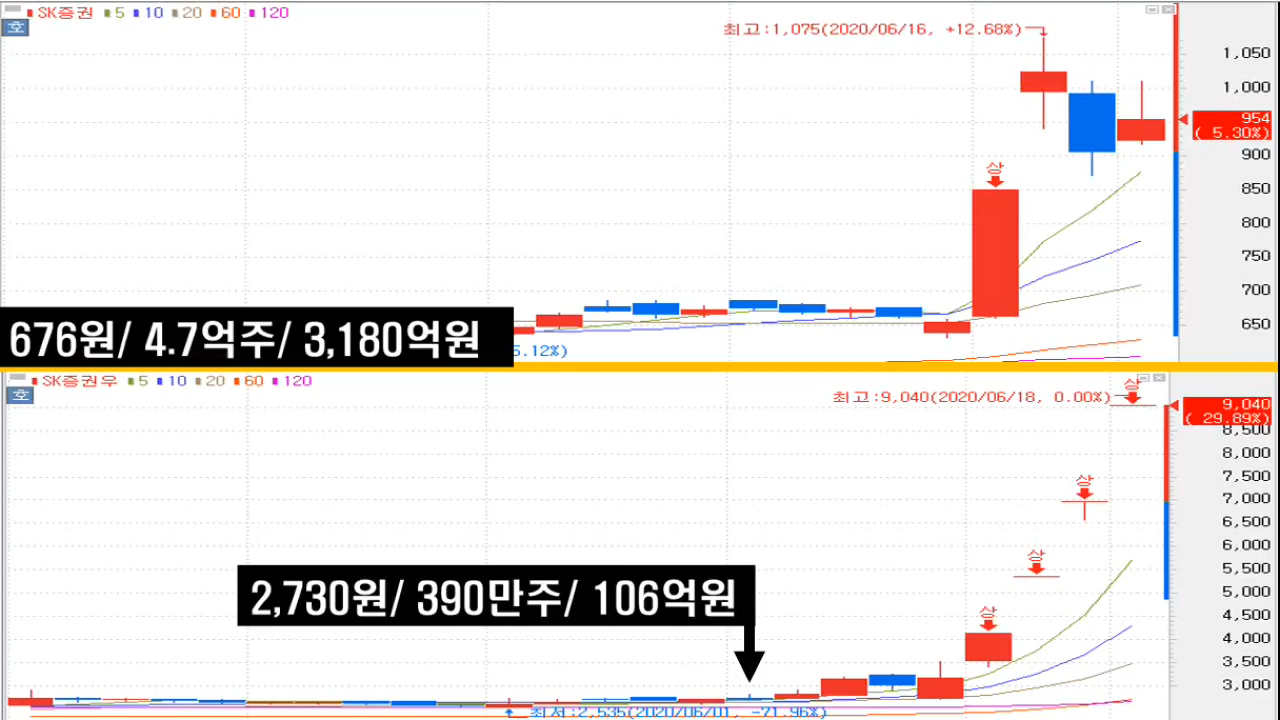 SK증권 5 10 20 60 120
호
최고:1,075(2020/06/16, +12.68%)
1,050
1,000
954
( 5.30%)
900
상
850
800
750
700
650
676원/ 4.7억주/ 3,180억원
5.12%)
SK증권우 5 10 20 60 120
호
상
최고:9,040(2020/06/18, 0.00%)
9,040
( 29.89%)
8,500
8,000
7,500
상
7,000
6,500
6,000
상
5,500
5,000
2,730원/ 390만주/ 106억원
4,500
상
4,000
3,500
3,000
최저:2,535(2020/06/01, -71.96%)